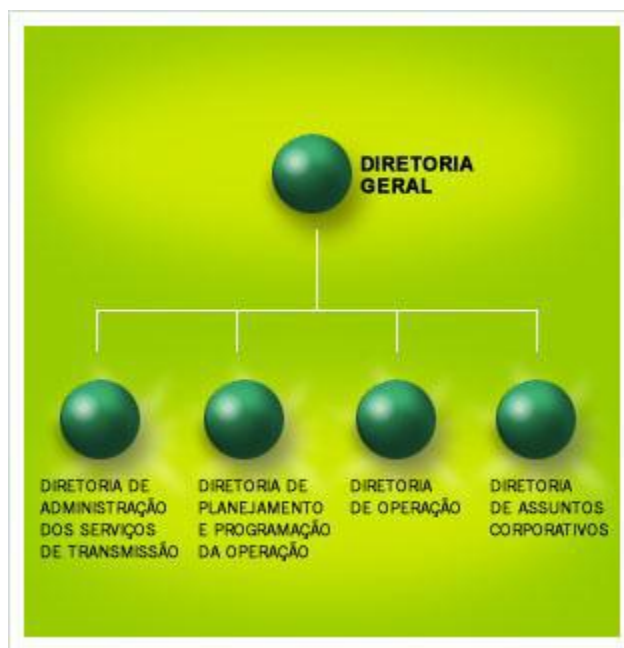 DIRETORIA
GERAL
DIRETORIA DE
ADMINISTRAÇÃO
DOS SERVIÇOS
DE TRANSMISSÃO
DIRETORIA DE
PLANEJAMENTO
E PROGRAMAÇÃO
DA OPERAÇÃO
DIRETORIA
DE OPERAÇÃO
DIRETORIA
DE ASSUNTOS
CORPORATIVOS